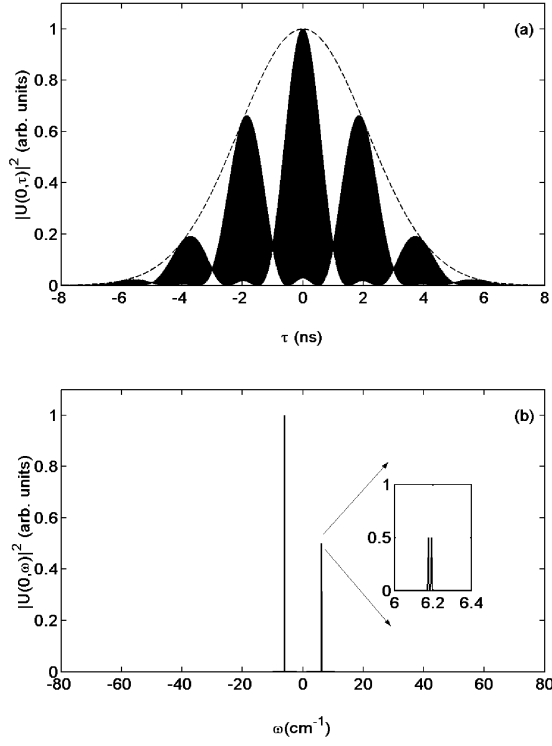 (a)
|U(0,τ)|² (arb. units)
1
0.8
0.6
0.4
0.2
0
-8 -6 -4 -2 0 2 4 6 8
τ (ns)
(b)
|U(0,ω)|² (arb. units)
1
0.8
0.6
0.4
0.2
0
1
0.5
0
6 6.2 6.4
-80 -60 -40 -20 0 20 40 60 80
ω(cm⁻¹)